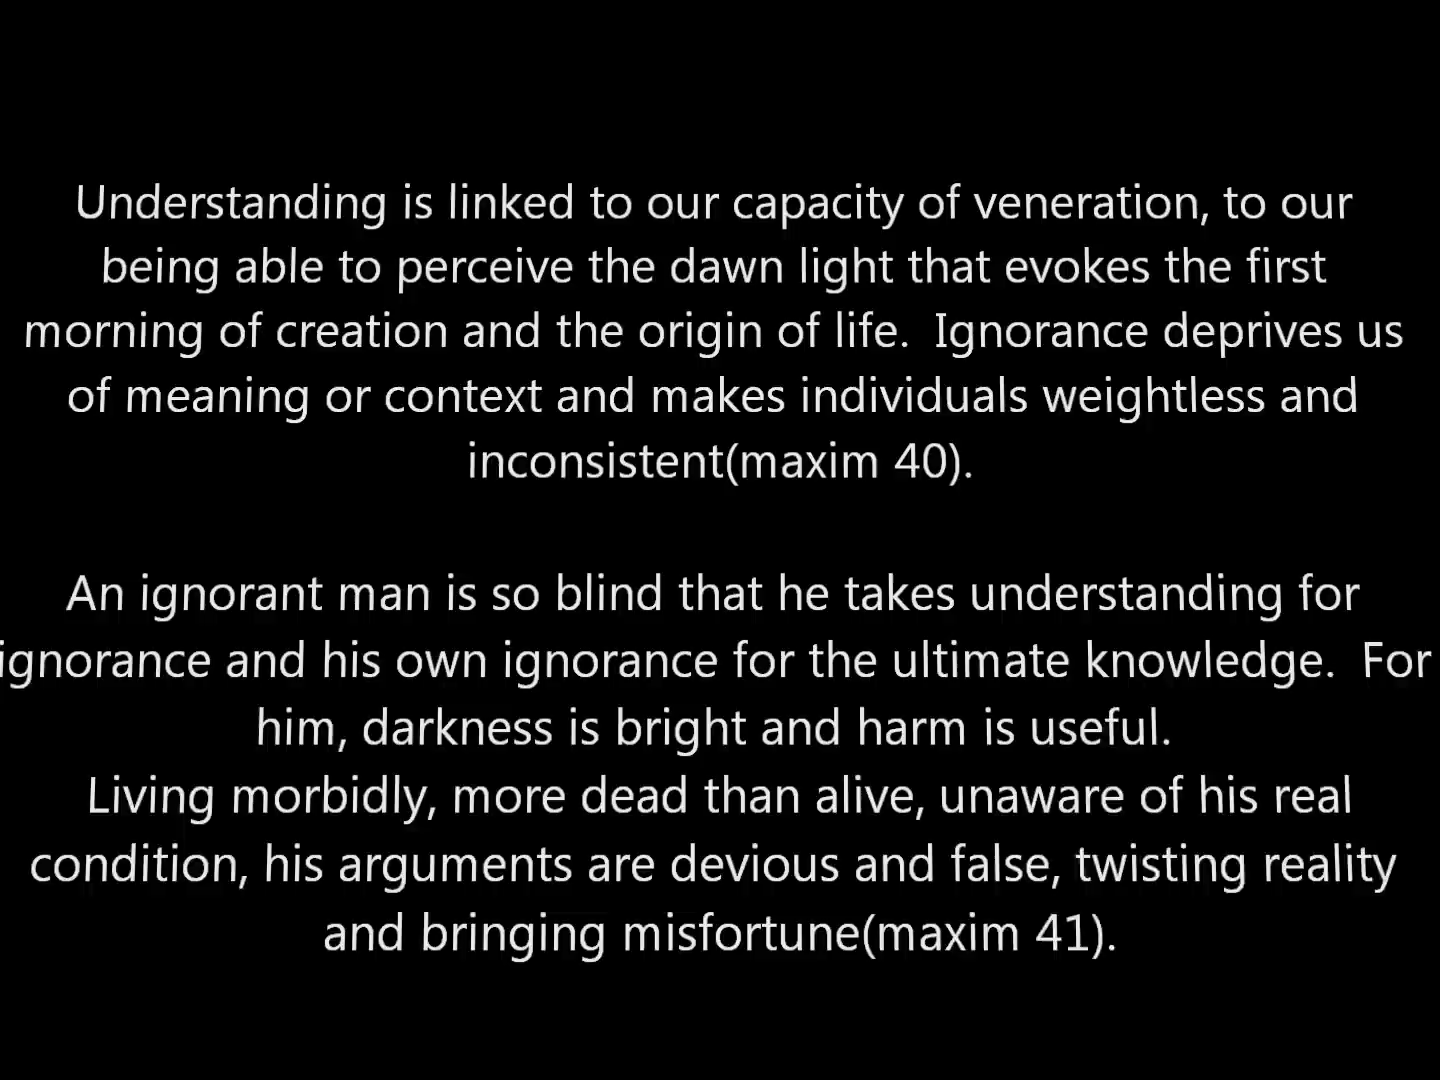 Understanding is linked to our capacity of veneration, to our
being able to perceive the dawn light that evokes the first
morning of creation and the origin of life.  Ignorance deprives us
of meaning or context and makes individuals weightless and
inconsistent(maxim 40).
An ignorant man is so blind that he takes understanding for
ignorance and his own ignorance for the ultimate knowledge.  For
him, darkness is bright and harm is useful.
Living morbidly, more dead than alive, unaware of his real
condition, his arguments are devious and false, twisting reality
and bringing misfortune(maxim 41).